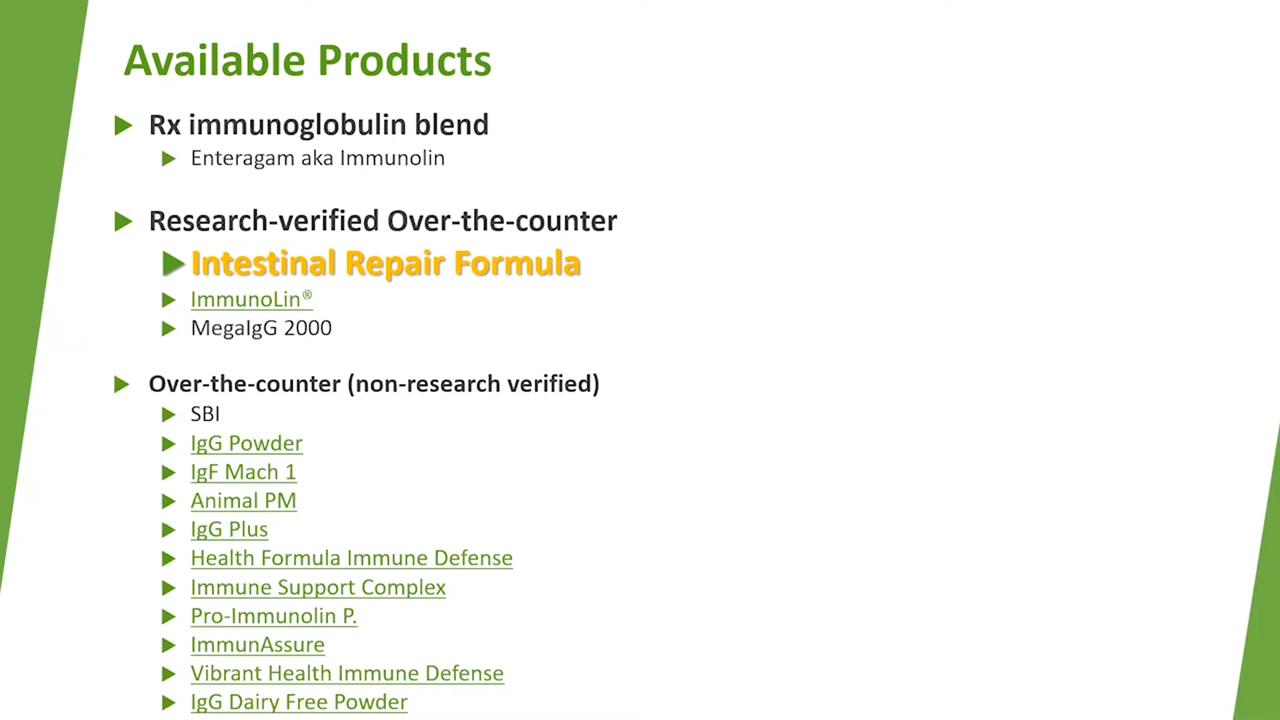 Available Products
Rx immunoglobulin blend
Enteragam aka Immunolin
Research-verified Over-the-counter
Intestinal Repair Formula
ImmunoLin®
MegaIgG 2000
Over-the-counter (non-research verified)
SBI
IgG Powder
IgF Mach 1
Animal PM
IgG Plus
Health Formula Immune Defense
Immune Support Complex
Pro-Immunolin P.
ImmunAssure
Vibrant Health Immune Defense
IgG Dairy Free Powder